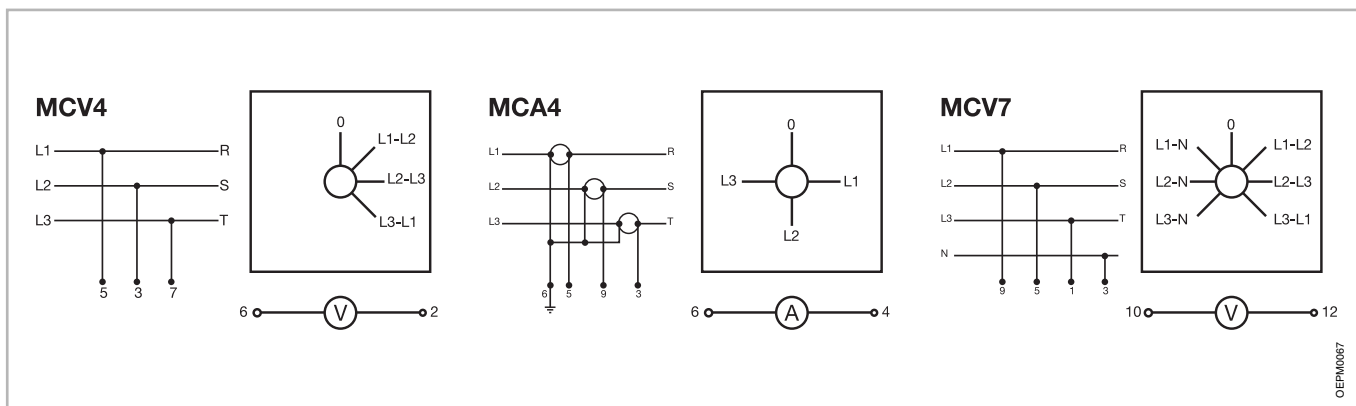 MCV4
L1 R
L2 S
L3 T
5 3 7
0
L1-L2
L2-L3
L3-L1
6 V 2
MCA4
L1 R
L2 S
L3 T
6 5 9 3
0
L3 L1
L2
6 A 4
MCV7
L1 R
L2 S
L3 T
N
9 5 1 3
0
L1-N L1-L2
L2-N L2-L3
L3-N L3-L1
10 V 12
OEPM0067